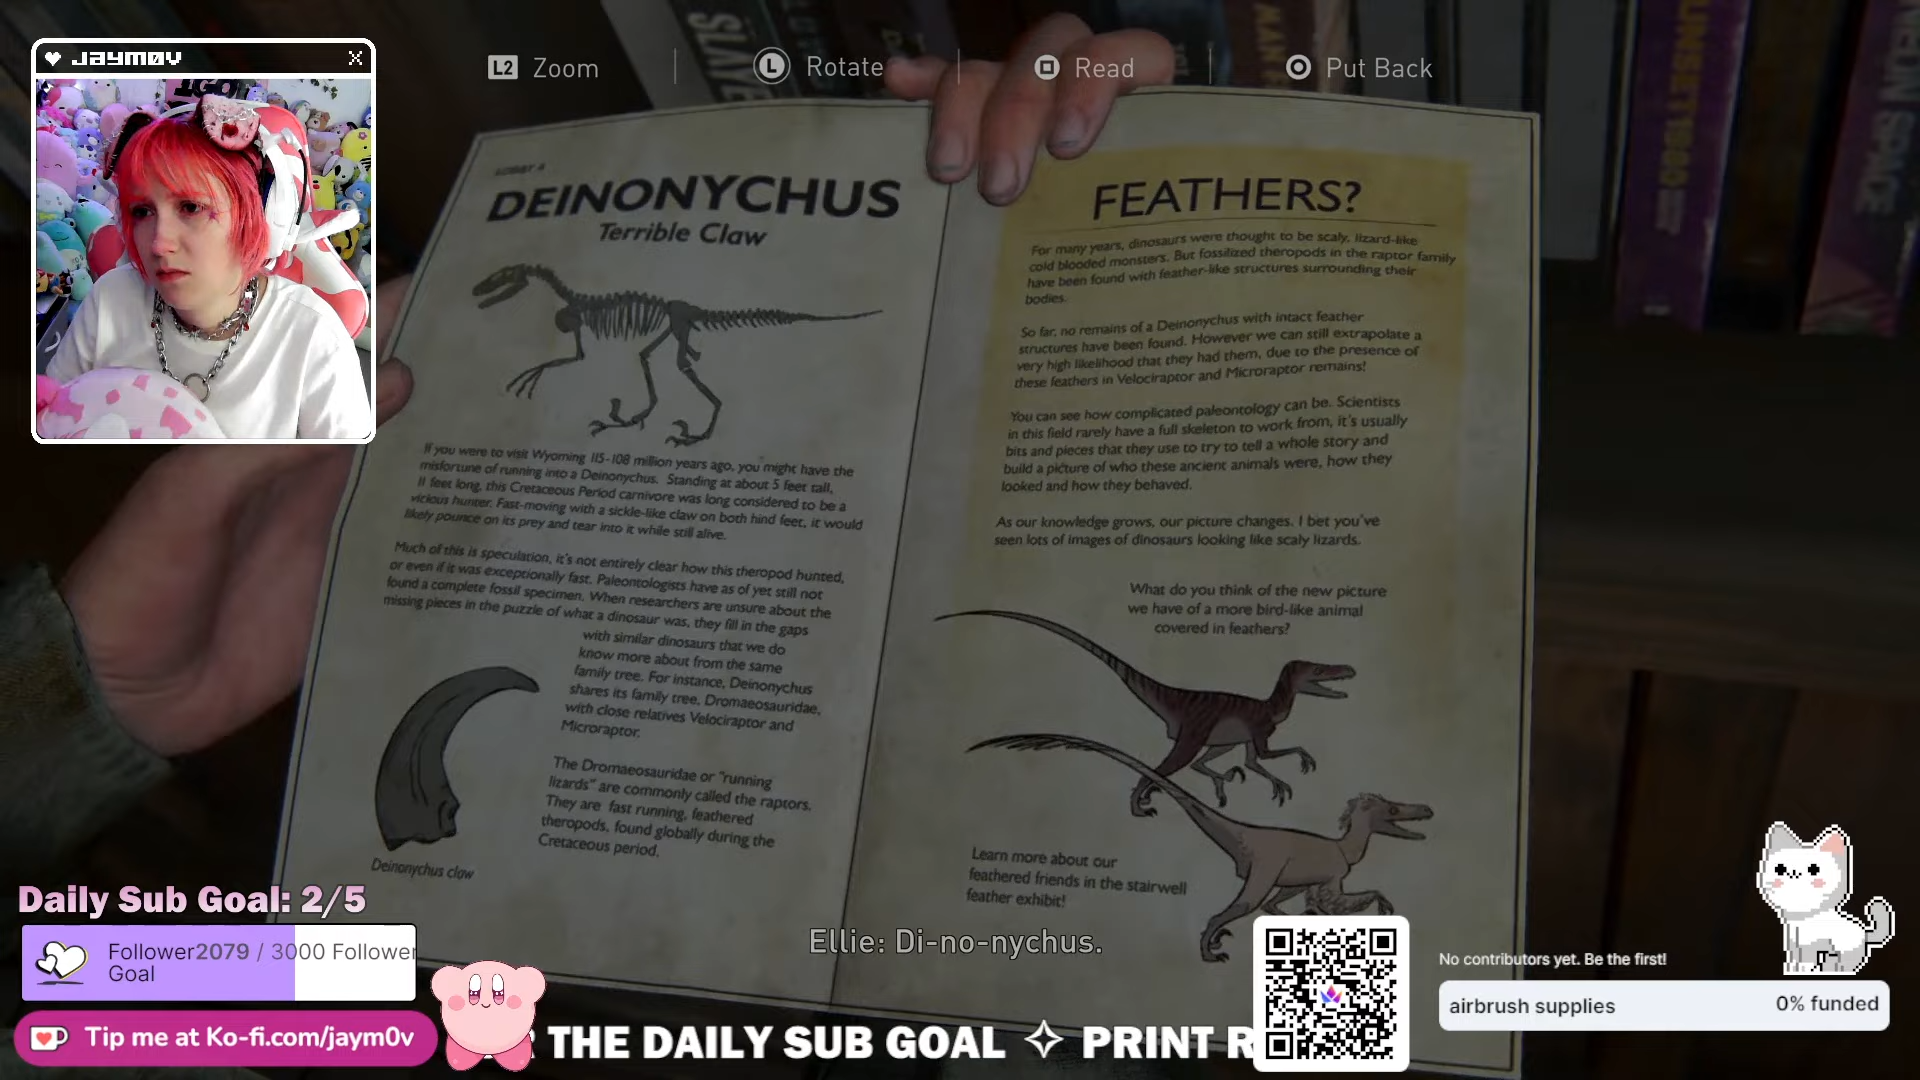 JAYM0V
L2 Zoom
L Rotate
Read
Put Back
LOBBY 4
DEINONYCHUS
Terrible Claw
If you were to visit Wyoming 115-108 million years ago, you might have the
misfortune of running into a Deinonychus. Standing at about 5 feet tall,
11 feet long, this Cretaceous Period carnivore was long considered to be a
vicious hunter. Fast-moving with a sickle-like claw on both hind feet, it would
likely pounce on its prey and tear into it while still alive.
Much of this is speculation, it's not entirely clear how this theropod hunted,
or even if it was exceptionally fast. Paleontologists have as of yet still not
found a complete fossil specimen. When researchers are unsure about the
missing pieces in the puzzle of what a dinosaur was, they fill in the gaps
with similar dinosaurs that we do
know more about from the same
family tree. For instance, Deinonychus
shares its family tree, Dromaeosauridae,
with close relatives Velociraptor and
Microraptor.
The Dromaeosauridae or "running
lizards" are commonly called the raptors.
They are fast running, feathered
theropods, found globally during the
Cretaceous period.
Deinonychus claw
FEATHERS?
For many years, dinosaurs were thought to be scaly, lizard-like
cold blooded monsters. But fossilized theropods in the raptor family
have been found with feather-like structures surrounding their
bodies.
So far, no remains of a Deinonychus with intact feather
structures have been found. However we can still extrapolate a
very high likelihood that they had them, due to the presence of
these feathers in Velociraptor and Microraptor remains!
You can see how complicated paleontology can be. Scientists
in this field rarely have a full skeleton to work from, it's usually
bits and pieces that they use to try to tell a whole story and
build a picture of who these ancient animals were, how they
looked and how they behaved.
As our knowledge grows, our picture changes. I bet you've
seen lots of images of dinosaurs looking like scaly lizards.
What do you think of the new picture
we have of a more bird-like animal
covered in feathers?
Learn more about our
feathered friends in the stairwell
feather exhibit!
Ellie: Di-no-nychus.
Daily Sub Goal: 2/5
Follower2079 / 3000 Follower
Goal
Tip me at Ko-fi.com/jaym0v
THE DAILY SUB GOAL ✧ PRINT R
No contributors yet. Be the first!
airbrush supplies
0% funded